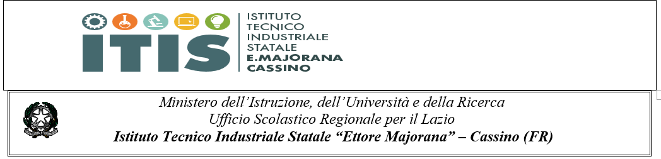 ITIS
ISTITUTO
TECNICO
INDUSTRIALE
STATALE
E.MAJORANA
CASSINO
Ministero dell’Istruzione, dell’Università e della Ricerca
Ufficio Scolastico Regionale per il Lazio
Istituto Tecnico Industriale Statale “Ettore Majorana” – Cassino (FR)